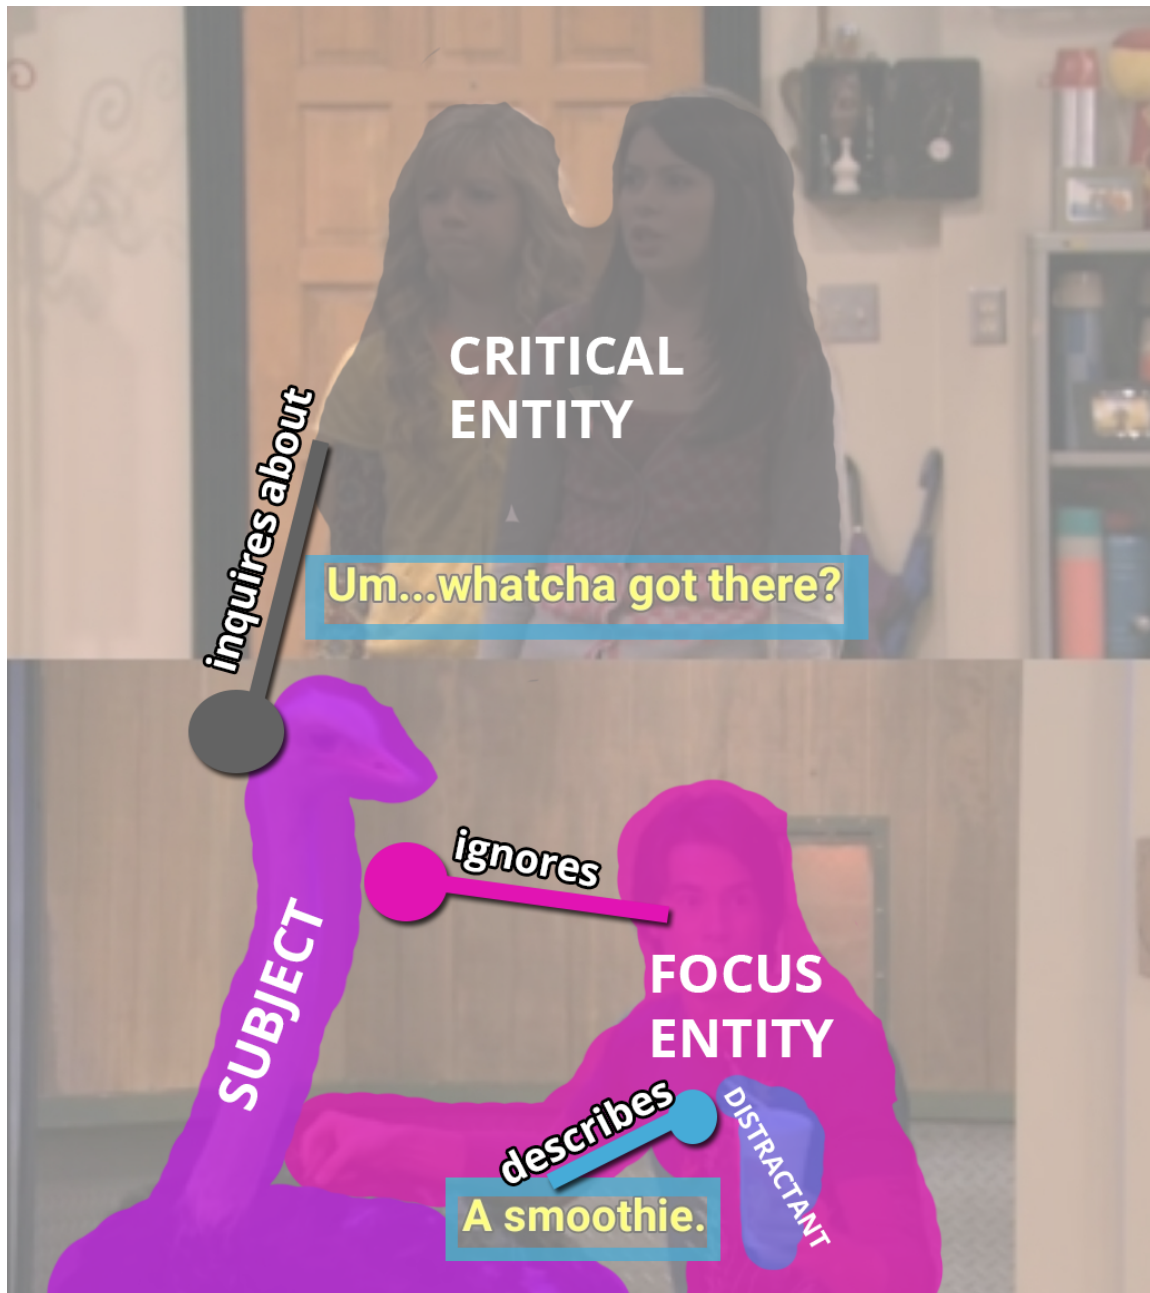 CRITICAL
ENTITY
inquires about
Um...whatcha got there?
ignores
SUBJECT
FOCUS
ENTITY
describes
DISTRACTANT
A smoothie.